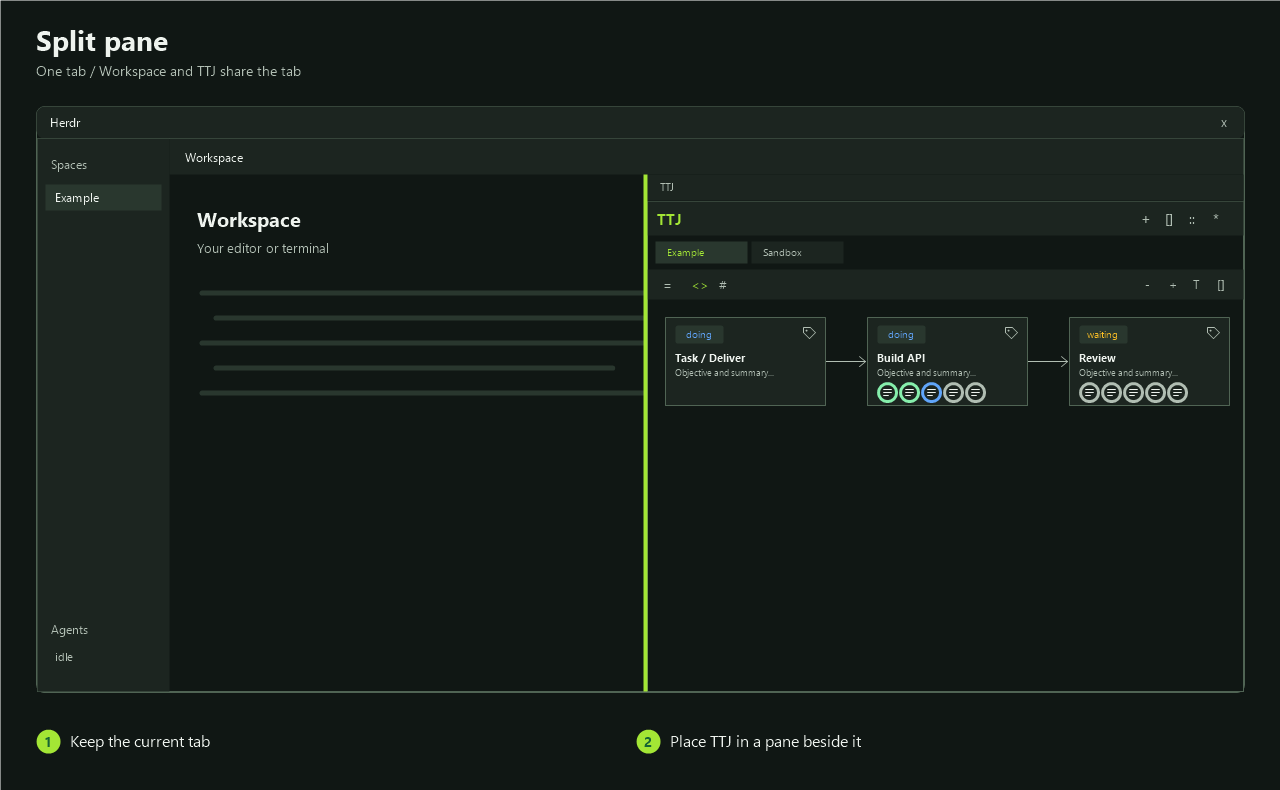 Split pane
One tab / Workspace and TTJ share the tab
Herdr
x
Spaces
Example
Workspace
Workspace
Your editor or terminal
TTJ
TTJ
+ [] :: *
Example
Sandbox
= <> #
- + T []
doing
Task / Deliver
Objective and summary...
doing
Build API
Objective and summary...
waiting
Review
Objective and summary...
Agents
idle
1 Keep the current tab
2 Place TTJ in a pane beside it